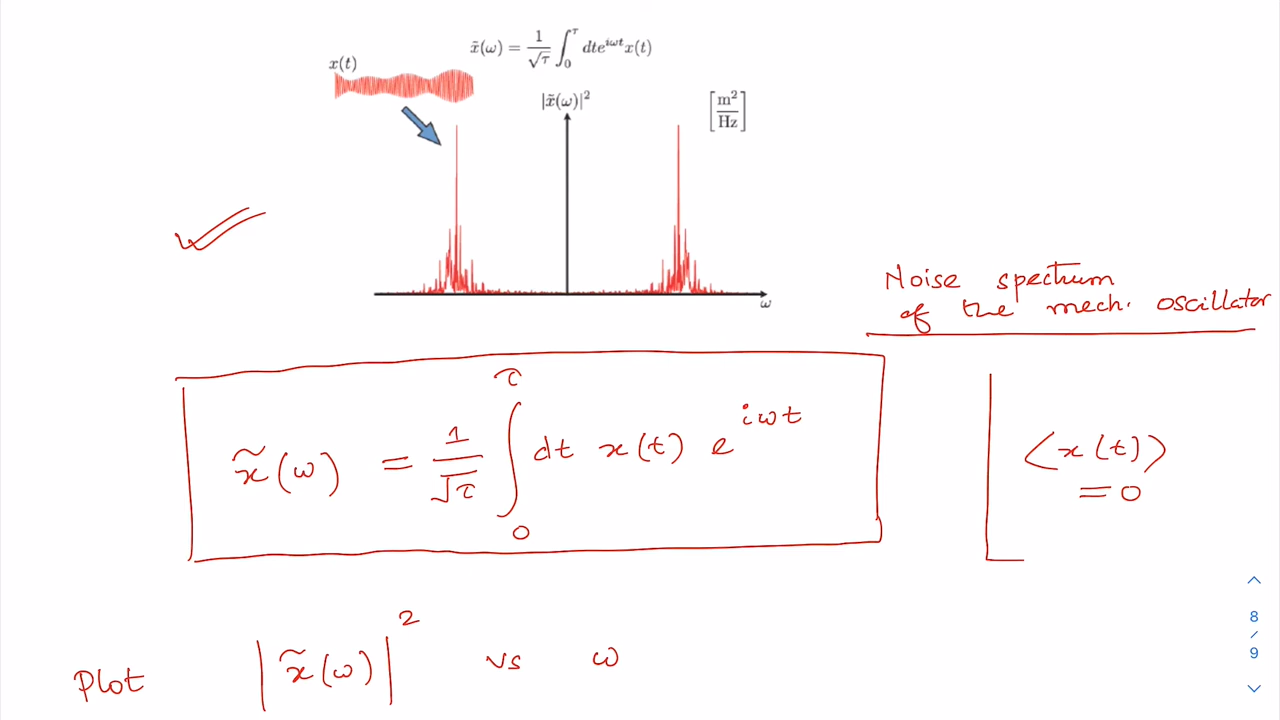 x̃(ω) = 1/√τ ∫₀^τ dt e^{iωt} x(t)
x(t)
|x̃(ω)|²
[m²/Hz]
ω
Noise spectrum
of the mech. oscillator
x̃(ω) = 1/√τ ∫₀^τ dt x(t) e^{iωt}
⟨x(t)⟩
= 0
Plot |x̃(ω)|² vs ω
8
/
9